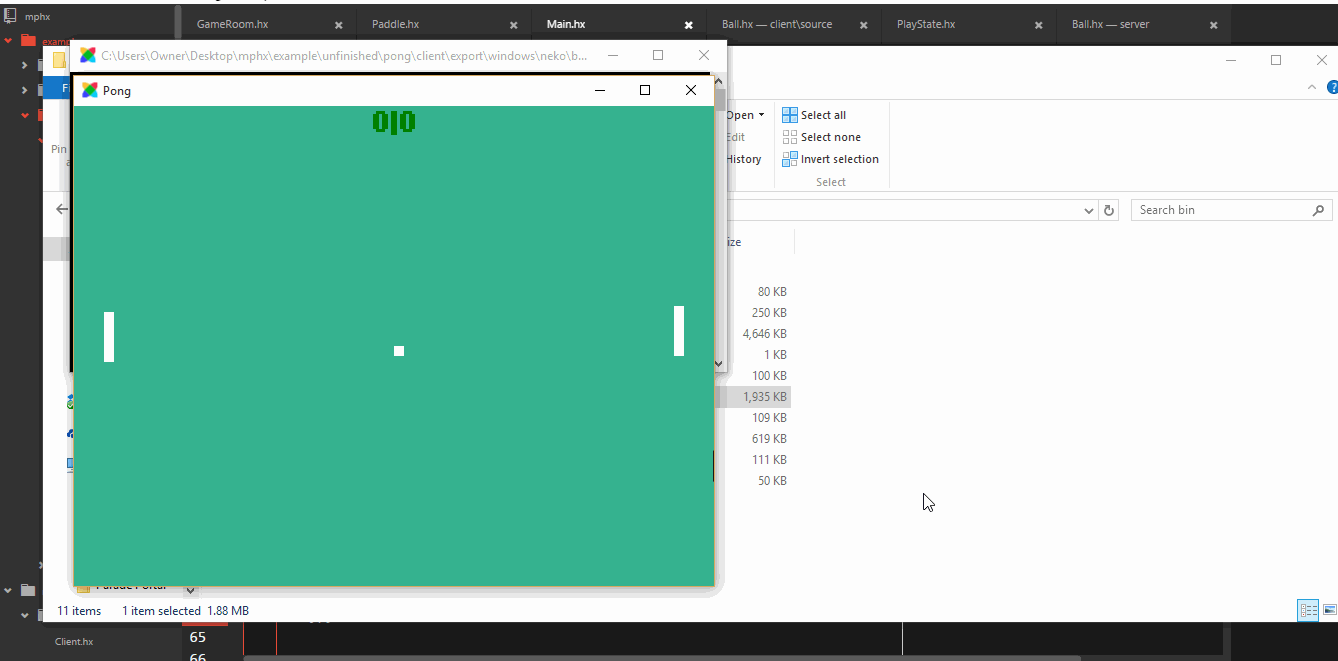 mphx
GameRoom.hx
Paddle.hx
Main.hx
Ball.hx — client\source
PlayState.hx
Ball.hx — server
C:\Users\Owner\Desktop\mphx\example\unfinished\pong\client\export\windows\neko\b...
Pong
0|0
F
Pin
Open
Edit
History
Select all
Select none
Invert selection
Select
Search bin
ize
80 KB
250 KB
4,646 KB
1 KB
100 KB
1,935 KB
109 KB
619 KB
111 KB
50 KB
11 items 1 item selected 1.88 MB
Client.hx
65
66